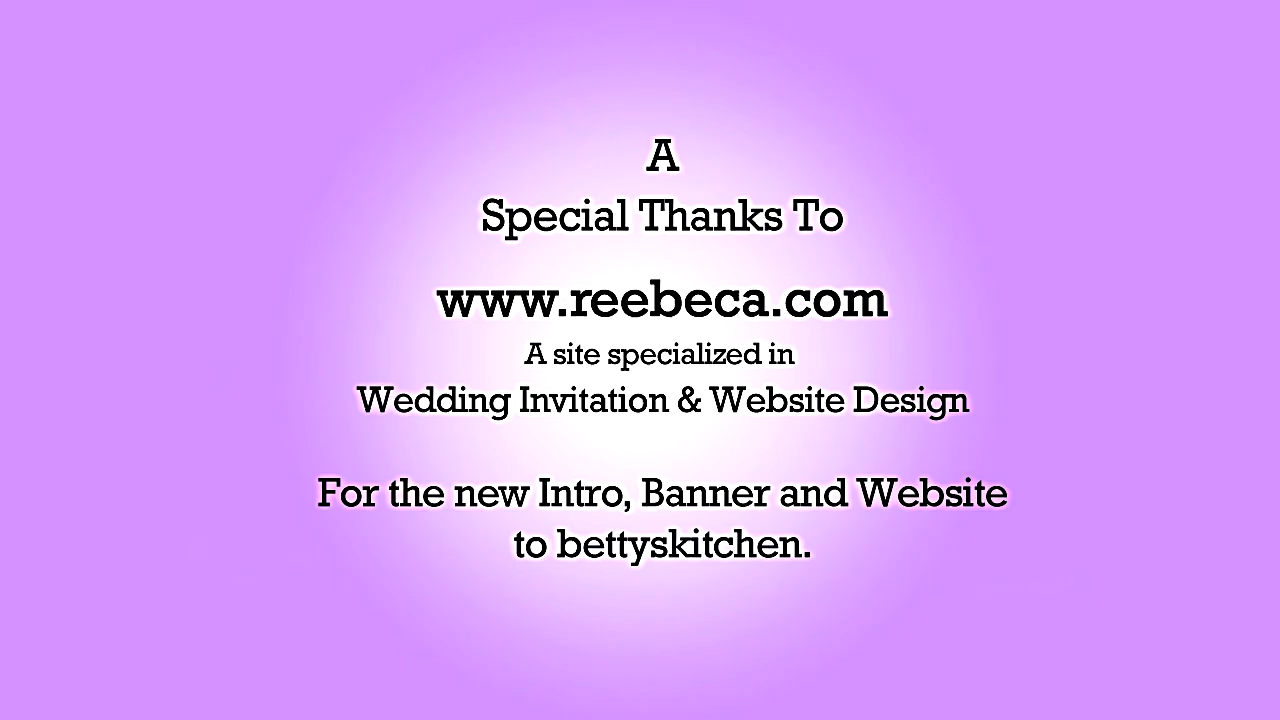 A
Special Thanks To
www.reebeca.com
A site specialized in
Wedding Invitation & Website Design
For the new Intro, Banner and Website
to bettyskitchen.